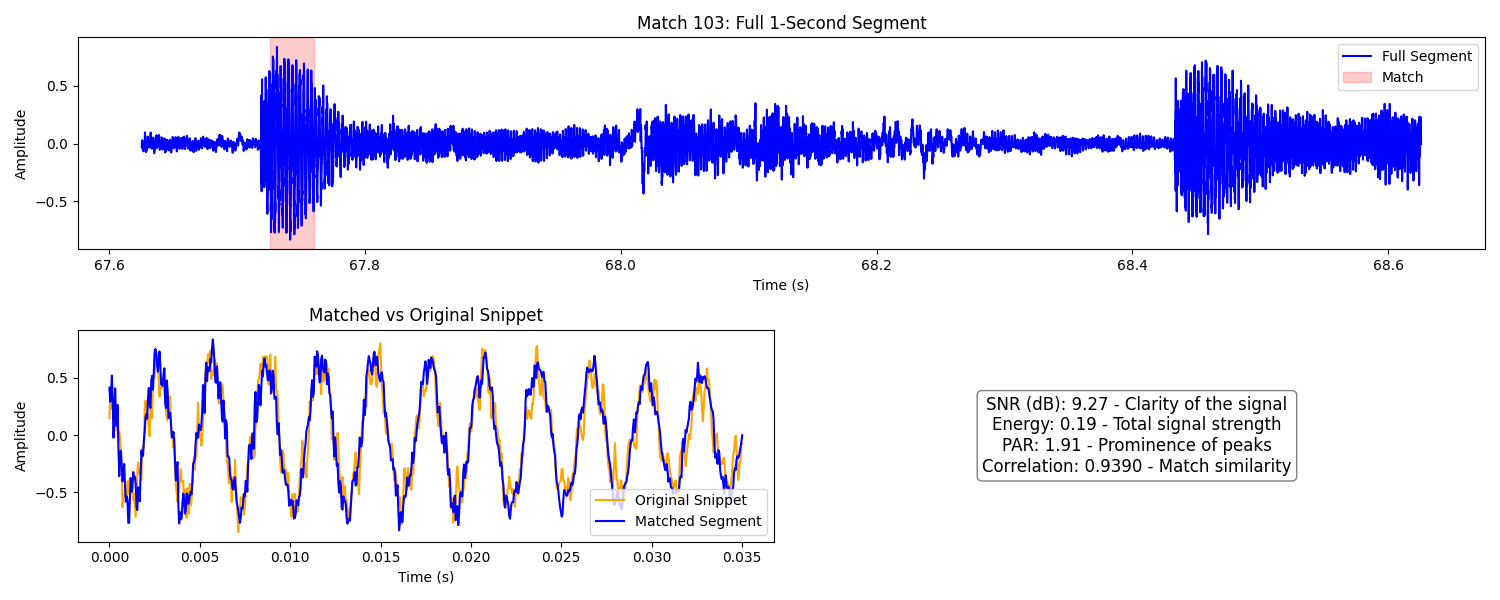 Match 103: Full 1-Second Segment
Amplitude
0.5
0.0
−0.5
Full Segment
Match
67.6 67.8 68.0 68.2 68.4 68.6
Time (s)
Matched vs Original Snippet
Amplitude
0.5
0.0
−0.5
Original Snippet
Matched Segment
0.000 0.005 0.010 0.015 0.020 0.025 0.030 0.035
Time (s)
SNR (dB): 9.27 - Clarity of the signal
Energy: 0.19 - Total signal strength
PAR: 1.91 - Prominence of peaks
Correlation: 0.9390 - Match similarity